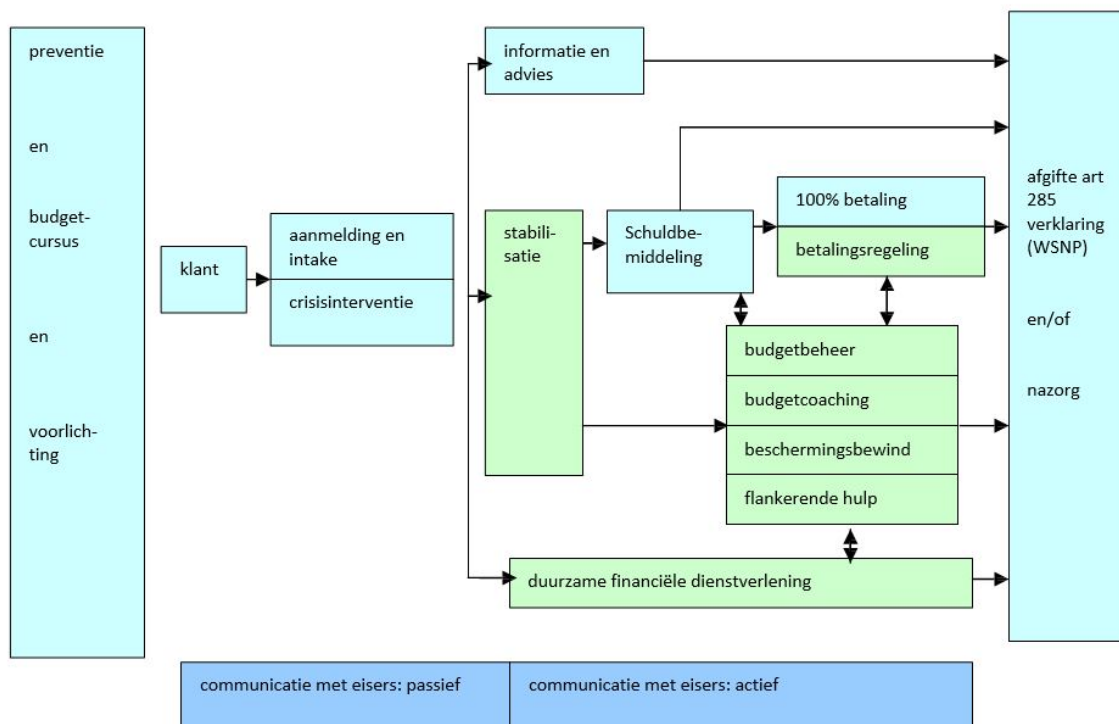 preventie
en
budget-
cursus
en
voorlich-
ting
klant
aanmelding en
intake
crisisinterventie
informatie en
advies
stabili-
satie
Schuldbe-
middeling
100% betaling
betalingsregeling
budgetbeheer
budgetcoaching
beschermingsbewind
flankerende hulp
duurzame financiële dienstverlening
afgifte art
285
verklaring
(WSNP)
en/of
nazorg
communicatie met eisers: passief
communicatie met eisers: actief